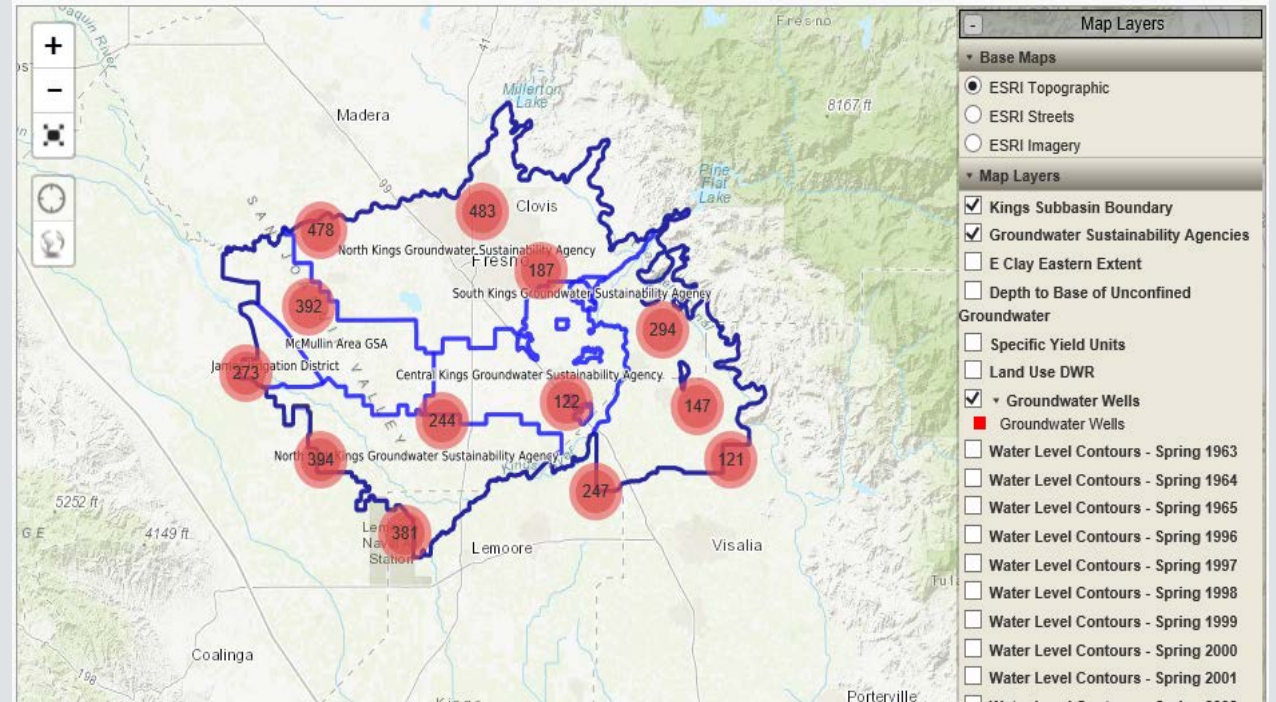 +
−
Fresno
Millerton
Lake
Madera
41
99
8167 ft
Pine
Flat
Lake
483
Clovis
478
North Kings Groundwater Sustainability Agency
Fresno
187
South Kings Groundwater Sustainability Agency
392
294
McMullin Area GSA
273
Irrigation District
Central Kings Groundwater Sustainability Agency
VALLEY
122
147
244
North
394
Kings Groundwater Sustainability Agency
121
247
5252 ft
4149 ft
381
Station
Lemoore
Visalia
Coalinga
198
Porterville
- Map Layers
Base Maps
ESRI Topographic
ESRI Streets
ESRI Imagery
Map Layers
Kings Subbasin Boundary
Groundwater Sustainability Agencies
E Clay Eastern Extent
Depth to Base of Unconfined
Groundwater
Specific Yield Units
Land Use DWR
Groundwater Wells
Groundwater Wells
Water Level Contours - Spring 1963
Water Level Contours - Spring 1964
Water Level Contours - Spring 1965
Water Level Contours - Spring 1996
Water Level Contours - Spring 1997
Water Level Contours - Spring 1998
Water Level Contours - Spring 1999
Water Level Contours - Spring 2000
Water Level Contours - Spring 2001